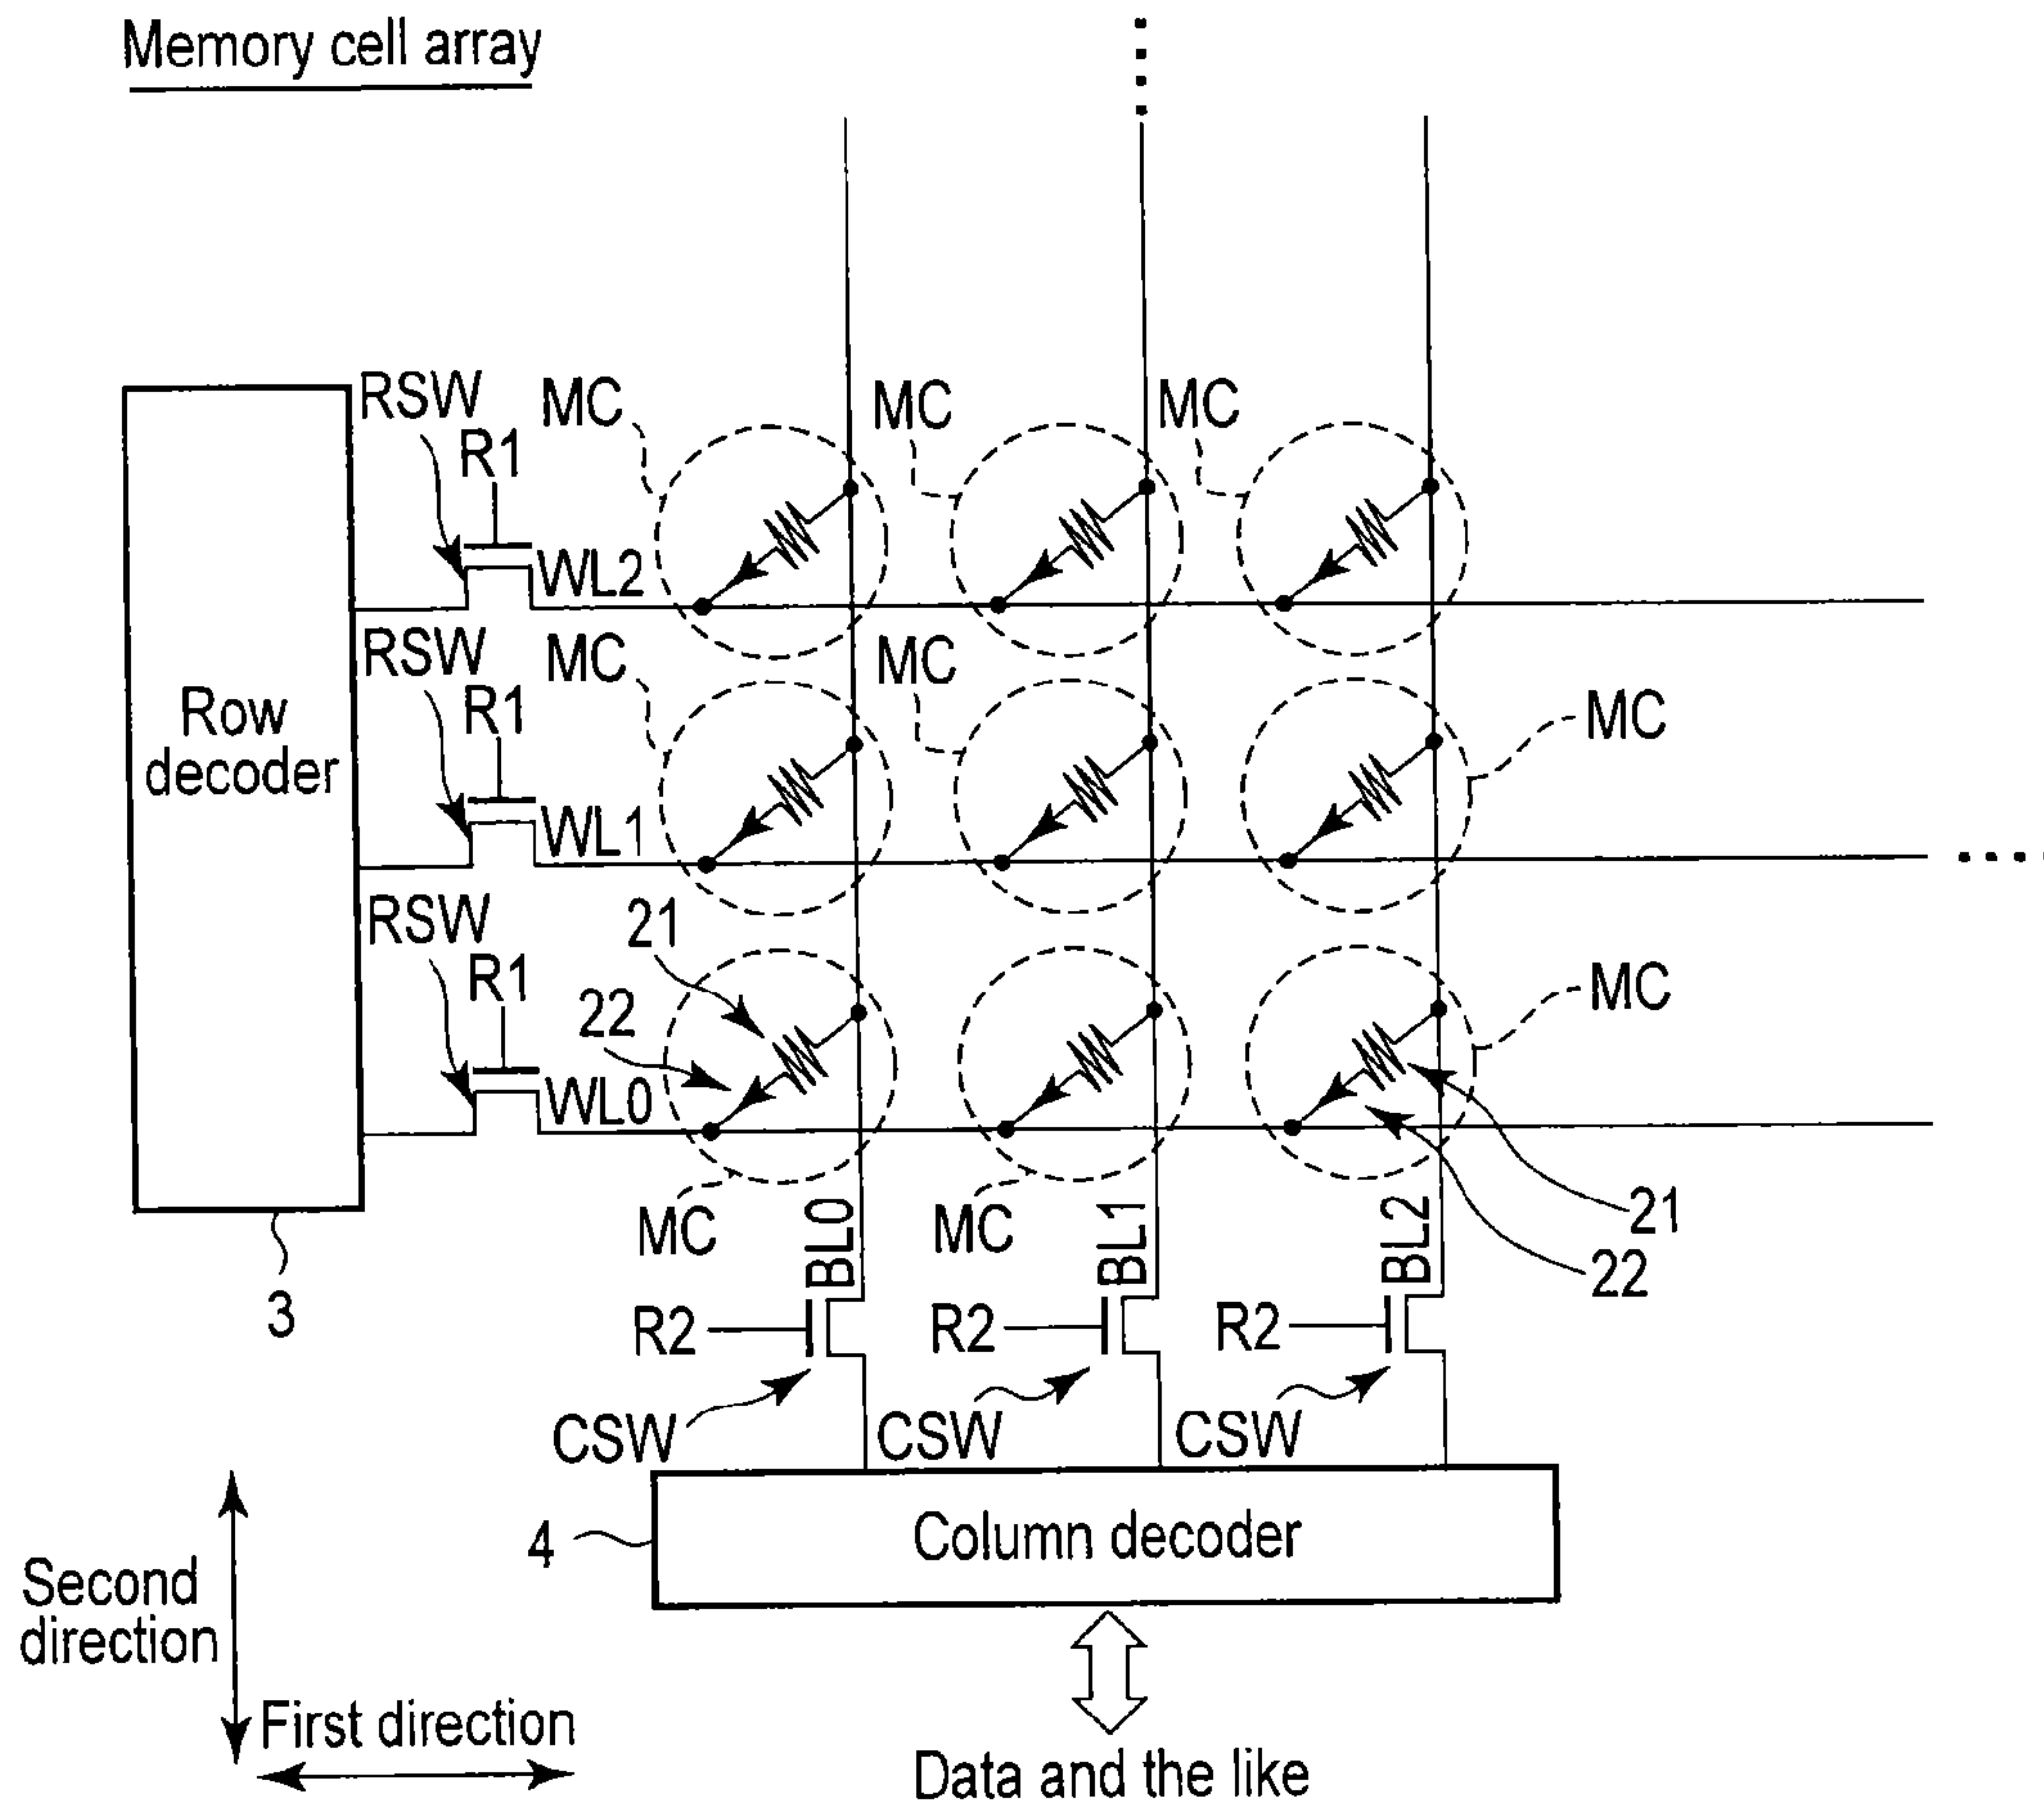 Memory cell array
RSW
MC
MC
MC
R1
WL2
RSW
MC
MC
R1
MC
Row
decoder
WL1
RSW
21
R1
22
MC
WL0
MC
MC
BL0
BL1
BL2
21
22
3
R2
R2
R2
CSW
CSW
CSW
4
Column decoder
Second
direction
First direction
Data and the like